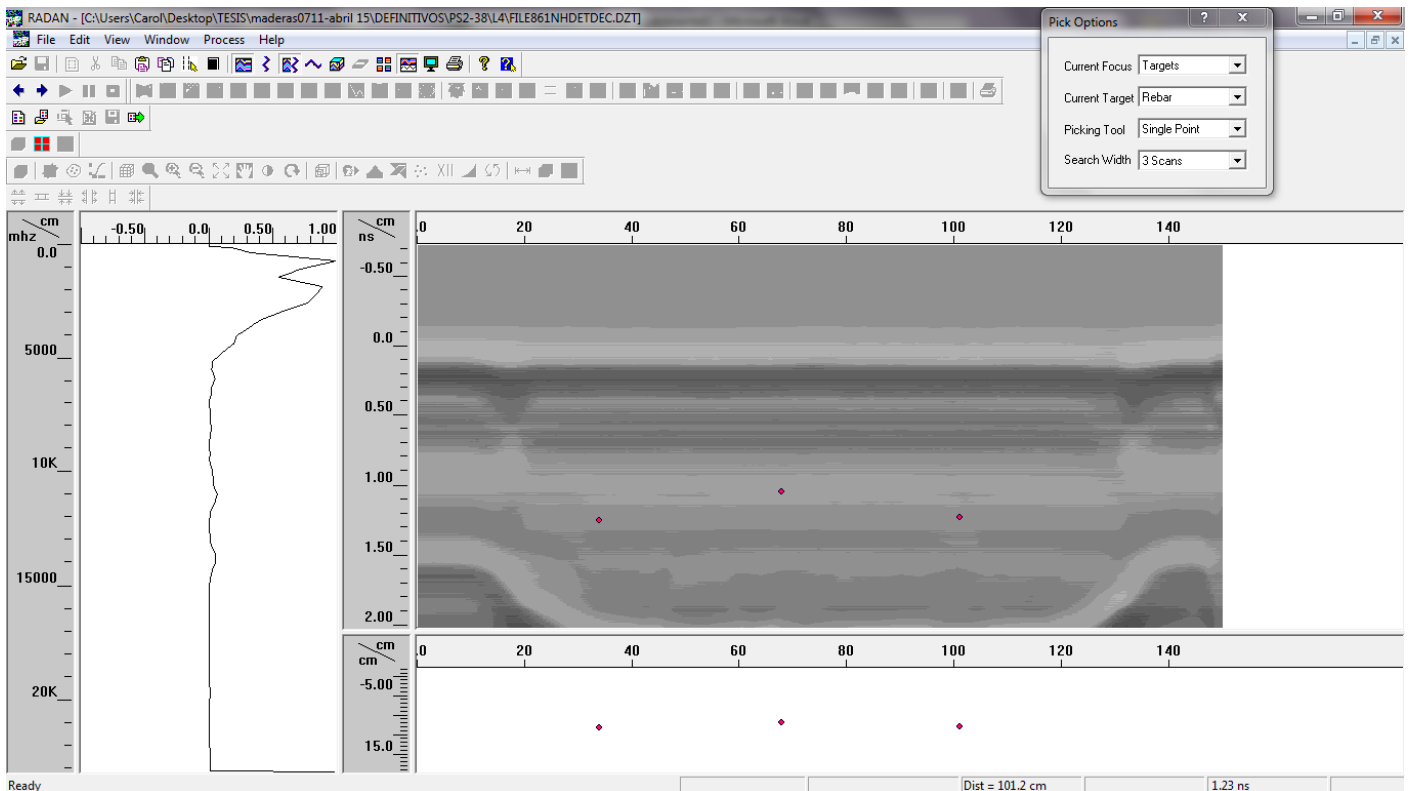 RADAN - [C:\Users\Carol\Desktop\TESIS\maderas0711-abril 15\DEFINITIVOS\PS2-38\L4\FILE861NHDETDEC.DZT]
File Edit View Window Process Help
Pick Options ? X
Current Focus Targets
Current Target Rebar
Picking Tool Single Point
Search Width 3 Scans
XII
cm
mhz
-0.50 0.0 0.50 1.00
cm
ns
0 20 40 60 80 100 120 140
0.0
5000
10K
15000
20K
-0.50
0.0
0.50
1.00
1.50
2.00
cm
cm
0 20 40 60 80 100 120 140
-5.00
15.0
Ready
Dist = 101.2 cm
1.23 ns